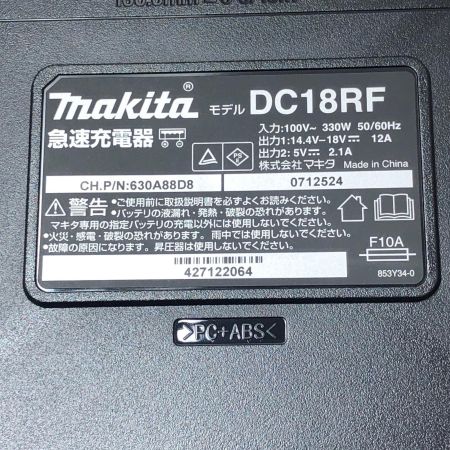 makita® モデル DC18RF
急速充電器
入力:100V~ 330W 50/60Hz
出力1:14.4V-18V⎓ 12A
出力2:5V⎓ 2.1A
株式会社マキタ Made in China
PS
E
CH.P/N:630A88D8 0712524
⚠警告 •ご使用前に取扱説明書を必ずよくお読みください。
•バッテリの液漏れ・発熱・破裂の恐れがあります。
マキタ専用の指定バッテリ充電以外には使用しないでください。
•火災・感電・破裂の恐れがあります。雨中では使用しないでください。
•故障の原因になります。昇圧器は使用しないでください。
F10A
427122064
853Y34-0
>PC+ABS<